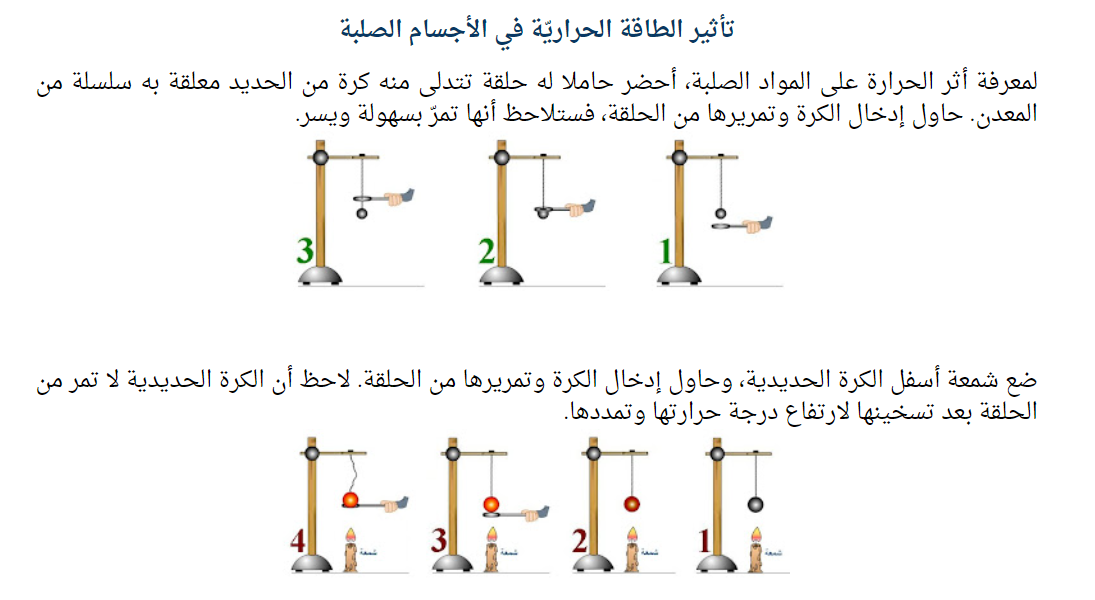 تأثير الطاقة الحراريّة في الأجسام الصلبة
لمعرفة أثر الحرارة على المواد الصلبة، أحضر حاملا له حلقة تتدلى منه كرة من الحديد معلقة به سلسلة من
المعدن. حاول إدخال الكرة وتمريرها من الحلقة، فستلاحظ أنها تمرّ بسهولة ويسر.
1
2
3
ضع شمعة أسفل الكرة الحديدية، وحاول إدخال الكرة وتمريرها من الحلقة. لاحظ أن الكرة الحديدية لا تمر من
الحلقة بعد تسخينها لارتفاع درجة حرارتها وتمددها.
1 شمعة
2 شمعة
3 شمعة
4 شمعة